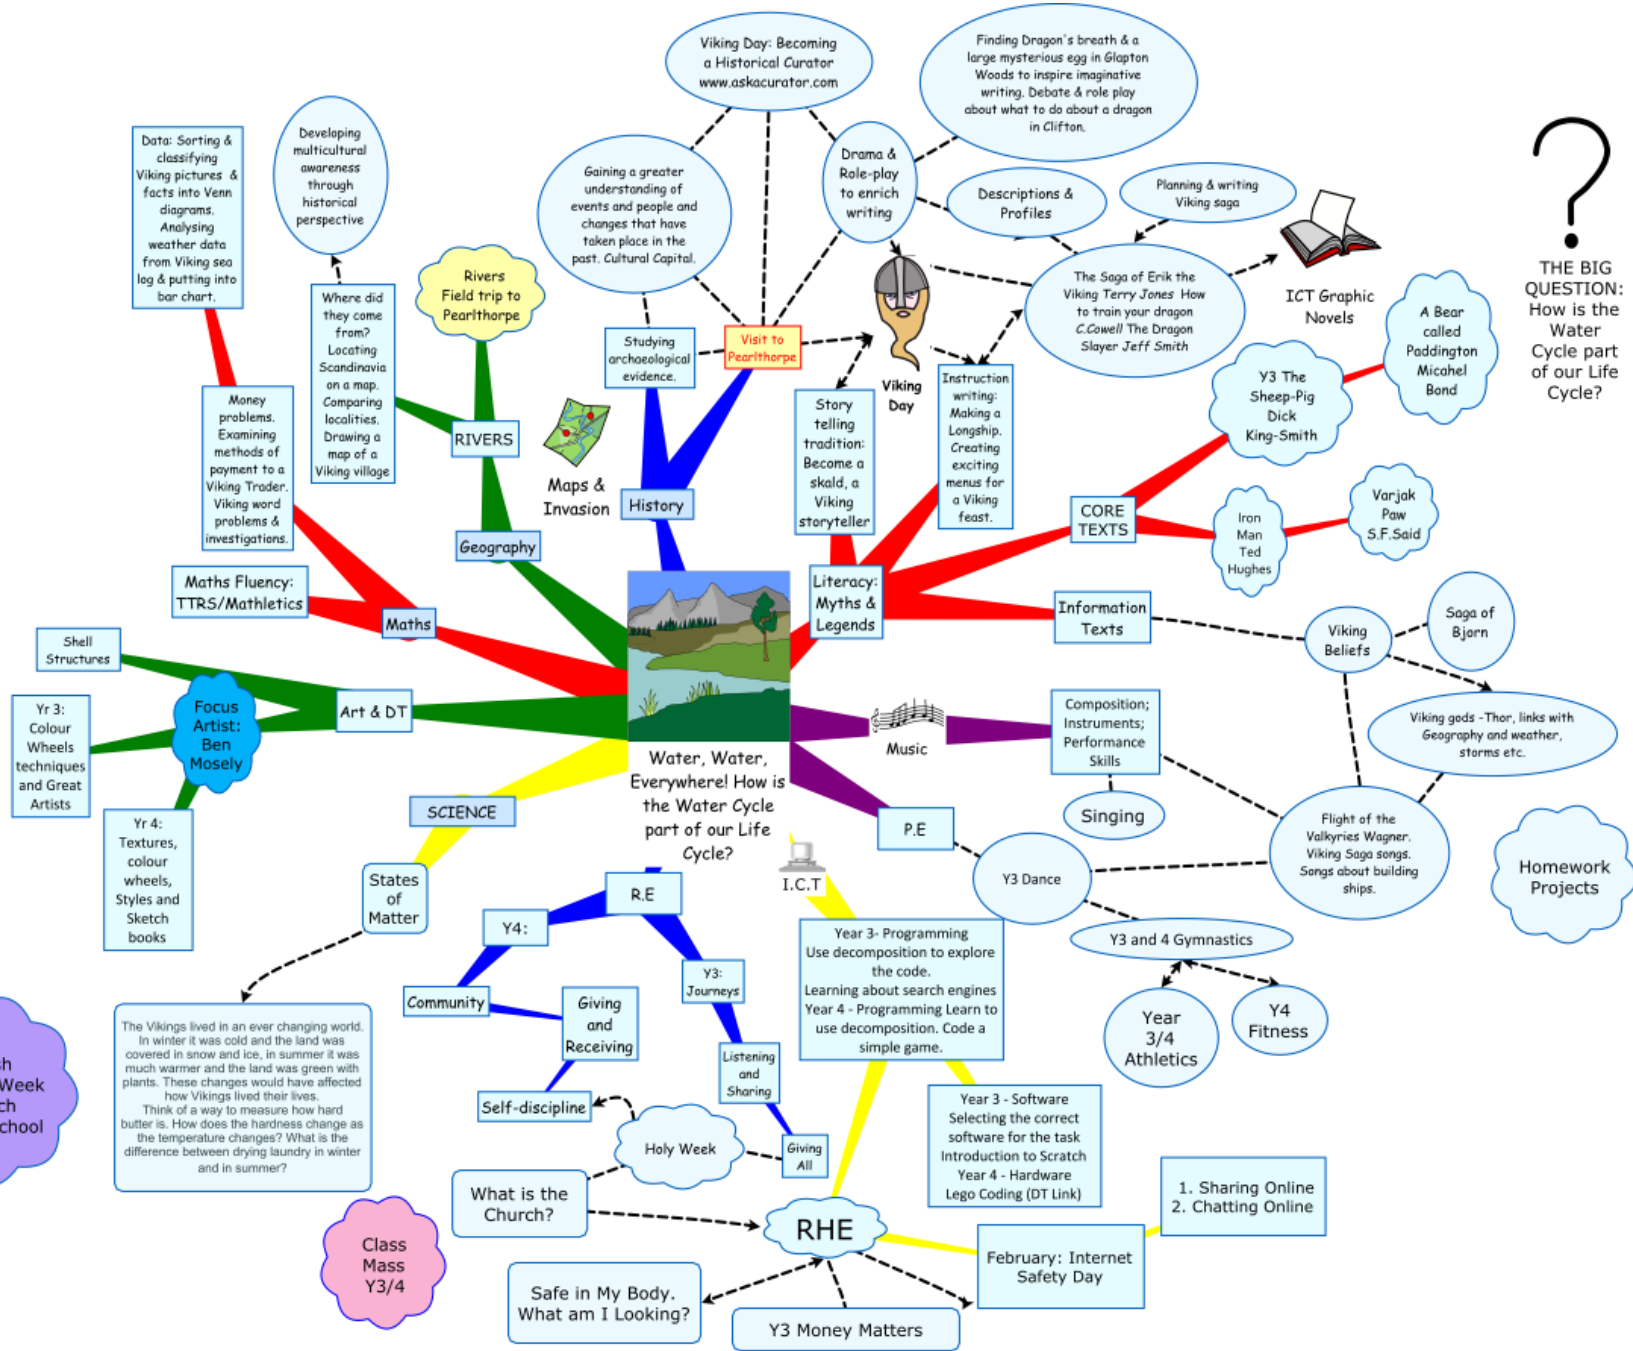 Viking Day: Becoming
a Historical Curator
www.askacurator.com
Finding Dragon's breath & a
large mysterious egg in Glapton
Woods to inspire imaginative
writing. Debate & role play
about what to do about a dragon
in Clifton.
Data: Sorting &
classifying
Viking pictures &
facts into Venn
diagrams.
Analysing
weather data
from Viking sea
log & putting into
bar chart.
Developing
multicultural
awareness
through
historical
perspective
Gaining a greater
understanding of
events and people and
changes that have
taken place in the
past. Cultural Capital.
Drama &
Role-play
to enrich
writing
Descriptions &
Profiles
Planning & writing
Viking saga
THE BIG
QUESTION:
How is the
Water
Cycle part
of our Life
Cycle?
Rivers
Field trip to
Pearlthorpe
Where did
they come
from?
Locating
Scandinavia
on a map.
Comparing
localities.
Drawing a
map of a
Viking village
Studying
archaeological
evidence.
Visit to
Pearlthorpe
Viking
Day
The Saga of Erik the
Viking Terry Jones How
to train your dragon
C.Cowell The Dragon
Slayer Jeff Smith
ICT Graphic
Novels
A Bear
called
Paddington
Micahel
Bond
Y3 The
Sheep-Pig
Dick
King-Smith
Money
problems.
Examining
methods of
payment to a
Viking Trader.
Viking word
problems &
investigations.
RIVERS
Maps &
Invasion
History
Story
telling
tradition:
Become a
skald, a
Viking
storyteller
Instruction
writing:
Making a
Longship.
Creating
exciting
menus for
a Viking
feast.
CORE
TEXTS
Iron
Man
Ted
Hughes
Varjak
Paw
S.F.Said
Geography
Maths Fluency:
TTRS/Mathletics
Maths
Literacy:
Myths &
Legends
Information
Texts
Viking
Beliefs
Saga of
Bjorn
Shell
Structures
Yr 3:
Colour
Wheels
techniques
and Great
Artists
Focus
Artist:
Ben
Mosely
Art & DT
Yr 4:
Textures,
colour
wheels,
Styles and
Sketch
books
Music
Composition;
Instruments;
Performance
Skills
Singing
Viking gods -Thor, links with
Geography and weather,
storms etc.
Water, Water,
Everywhere! How is
the Water Cycle
part of our Life
Cycle?
SCIENCE
P.E
Flight of the
Valkyries Wagner.
Viking Saga songs.
Songs about building
ships.
Homework
Projects
States
of
Matter
R.E
I.C.T
Y3 Dance
Y3 and 4 Gymnastics
Year
3/4
Athletics
Y4
Fitness
Y4:
Community
Giving
and
Receiving
Self-discipline
Y3:
Journeys
Listening
and
Sharing
Giving
All
Holy Week
Year 3- Programming
Use decomposition to explore
the code.
Learning about search engines
Year 4 - Programming Learn to
use decomposition. Code a
simple game.
Year 3 - Software
Selecting the correct
software for the task
Introduction to Scratch
Year 4 - Hardware
Lego Coding (DT Link)
The Vikings lived in an ever changing world.
In winter it was cold and the land was
covered in snow and ice, in summer it was
much warmer and the land was green with
plants. These changes would have affected
how Vikings lived their lives.
Think of a way to measure how hard
butter is. How does the hardness change as
the temperature changes? What is the
difference between drying laundry in winter
and in summer?
Week
What is the
Church?
RHE
1. Sharing Online
2. Chatting Online
February: Internet
Safety Day
Class
Mass
Y3/4
Safe in My Body.
What am I Looking?
Y3 Money Matters